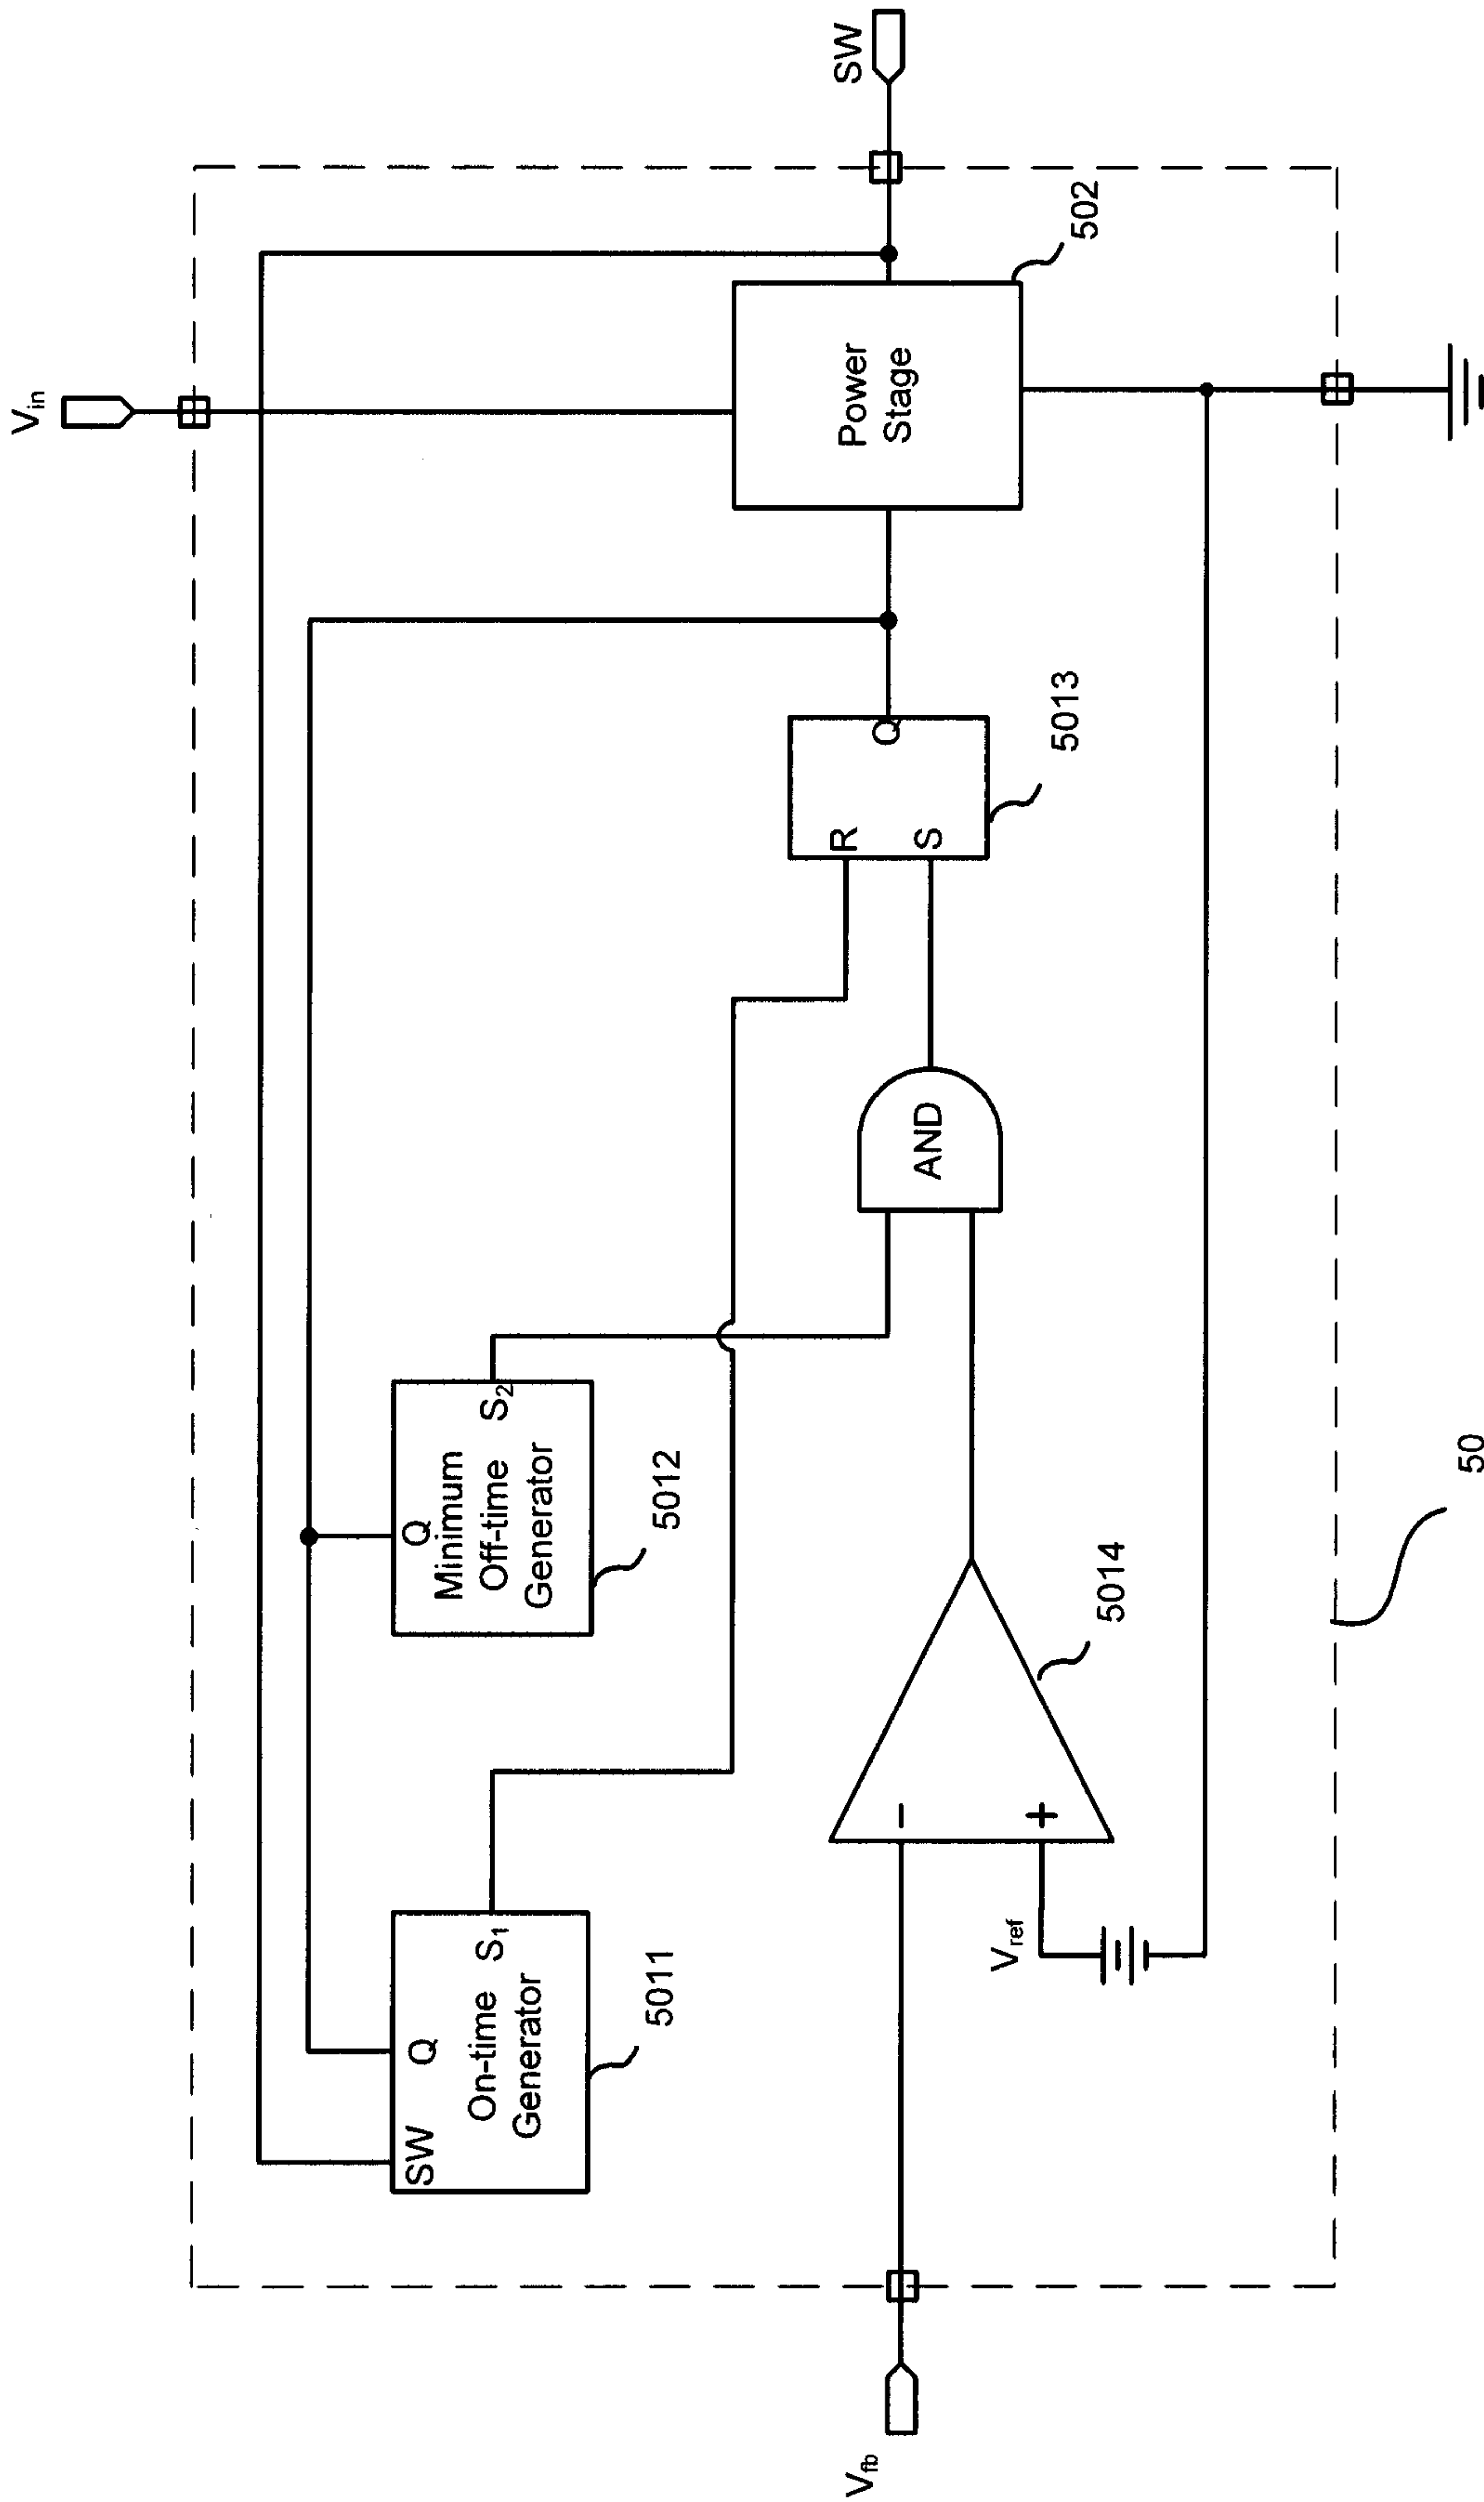 Vin
SW
SW
Q
On-time
Generator
S1
5011
Q
Minimum
Off-time
Generator
S2
5012
Power
Stage
502
R
S
Q
5013
AND
Vfb
−
+
5014
Vref
50